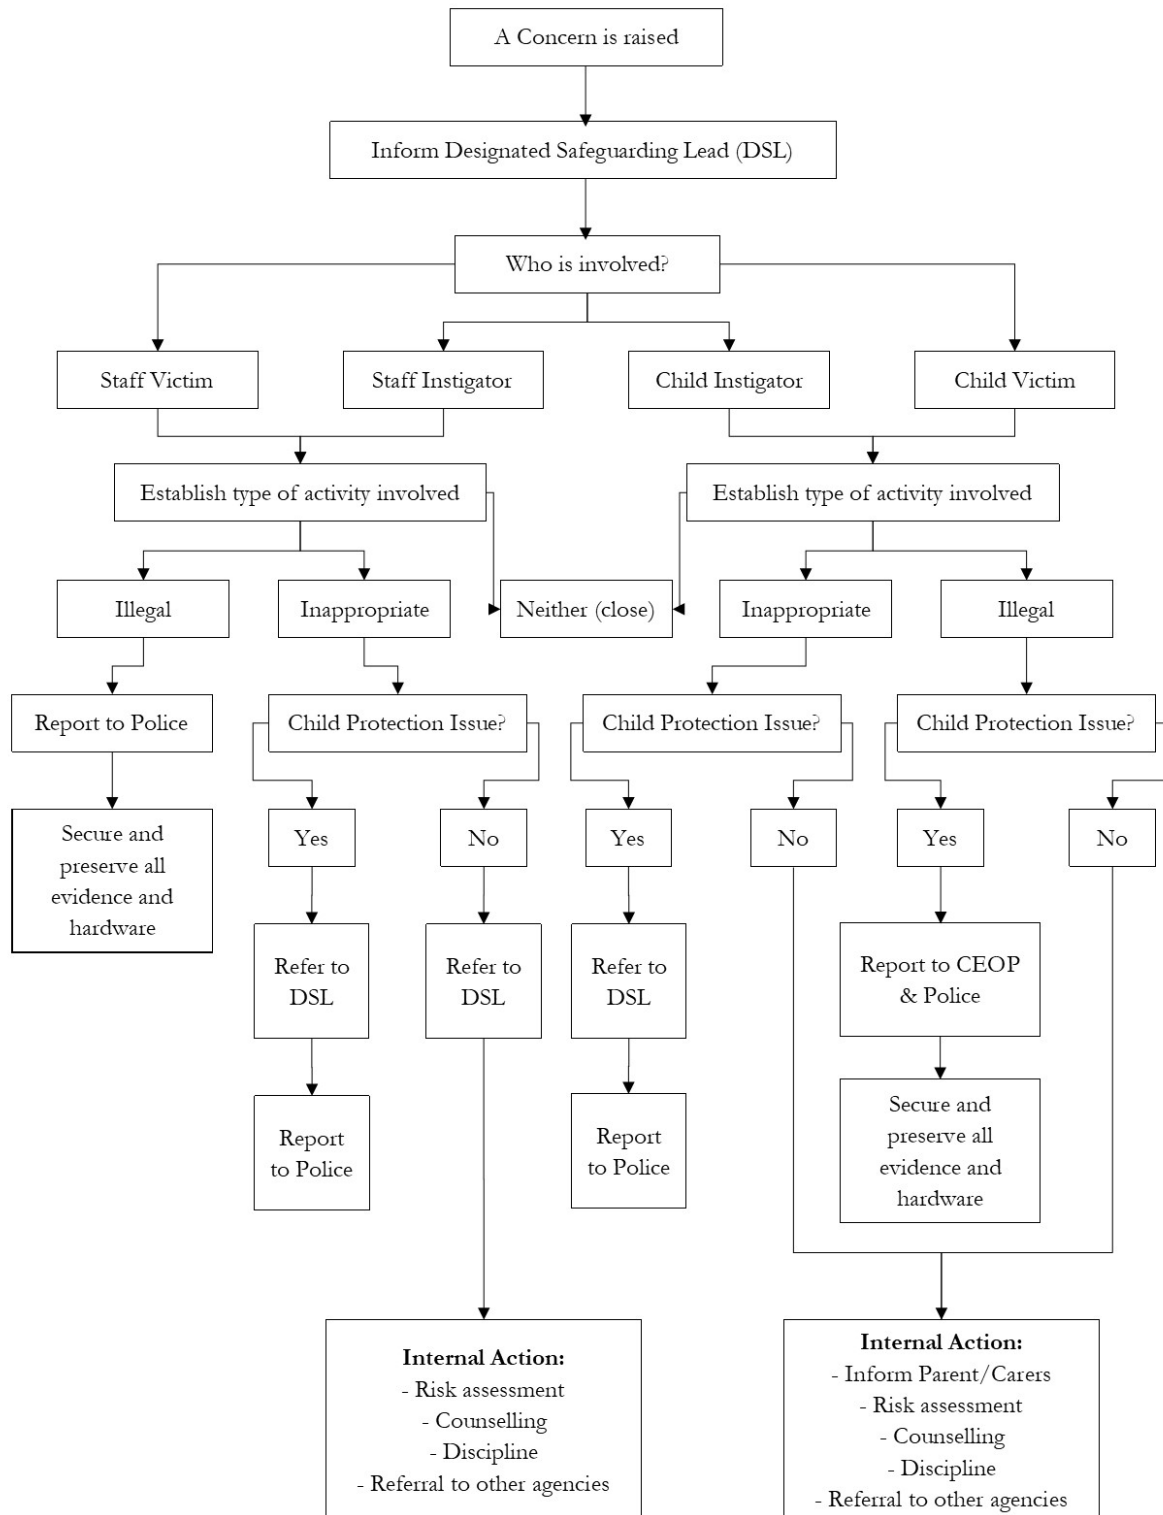 A Concern is raised
Inform Designated Safeguarding Lead (DSL)
Who is involved?
Staff Victim
Staff Instigator
Child Instigator
Child Victim
Establish type of activity involved
Establish type of activity involved
Illegal
Inappropriate
Neither (close)
Inappropriate
Illegal
Report to Police
Child Protection Issue?
Child Protection Issue?
Child Protection Issue?
Secure and
preserve all
evidence and
hardware
Yes
No
Yes
No
Yes
No
Refer to
DSL
Refer to
DSL
Refer to
DSL
Report to CEOP
& Police
Report
to Police
Report
to Police
Secure and
preserve all
evidence and
hardware
Internal Action:
- Risk assessment
- Counselling
- Discipline
- Referral to other agencies
Internal Action:
- Inform Parent/Carers
- Risk assessment
- Counselling
- Discipline
- Referral to other agencies